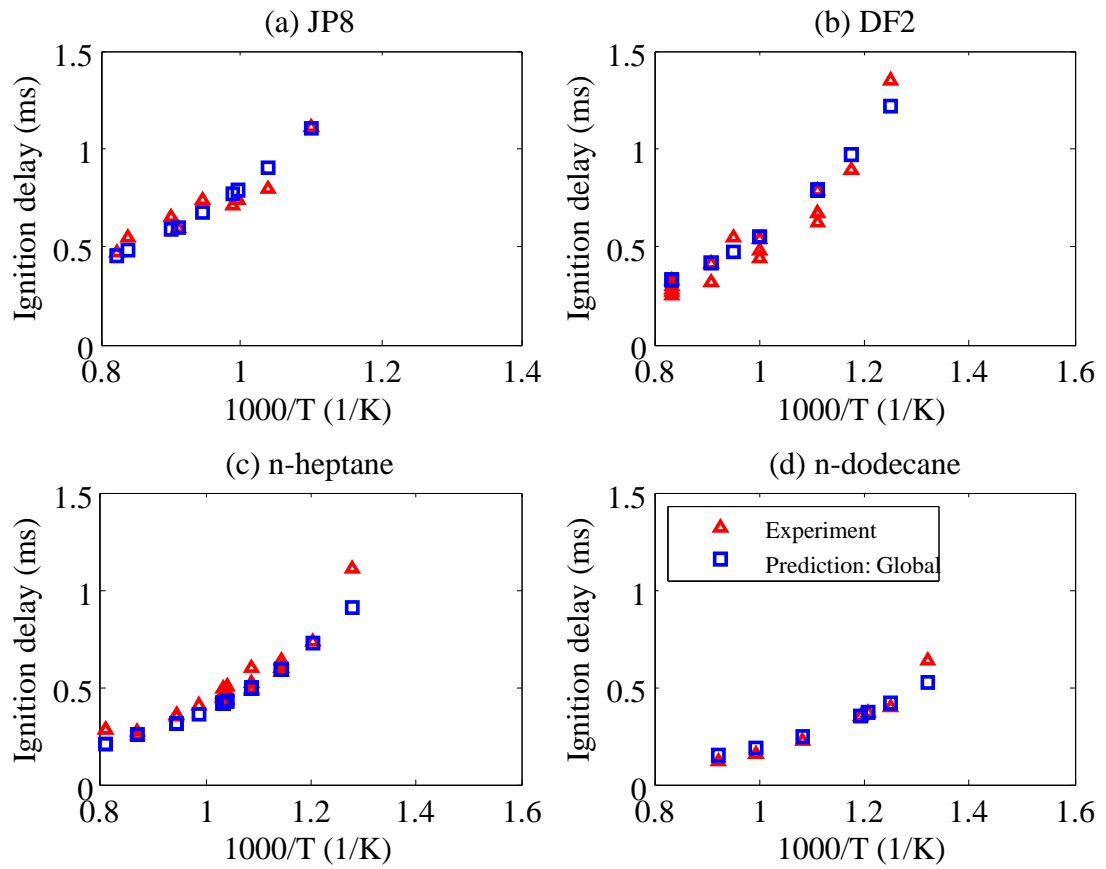 (a) JP8
1.5
1
0.5
0
0.8
1
1.2
1.4
Ignition delay (ms)
1000/T (1/K)
(b) DF2
1.5
1
0.5
0
0.8
1
1.2
1.4
1.6
Ignition delay (ms)
1000/T (1/K)
(c) n-heptane
1.5
1
0.5
0
0.8
1
1.2
1.4
1.6
Ignition delay (ms)
1000/T (1/K)
(d) n-dodecane
Experiment
Prediction: Global
1.5
1
0.5
0
0.8
1
1.2
1.4
1.6
Ignition delay (ms)
1000/T (1/K)